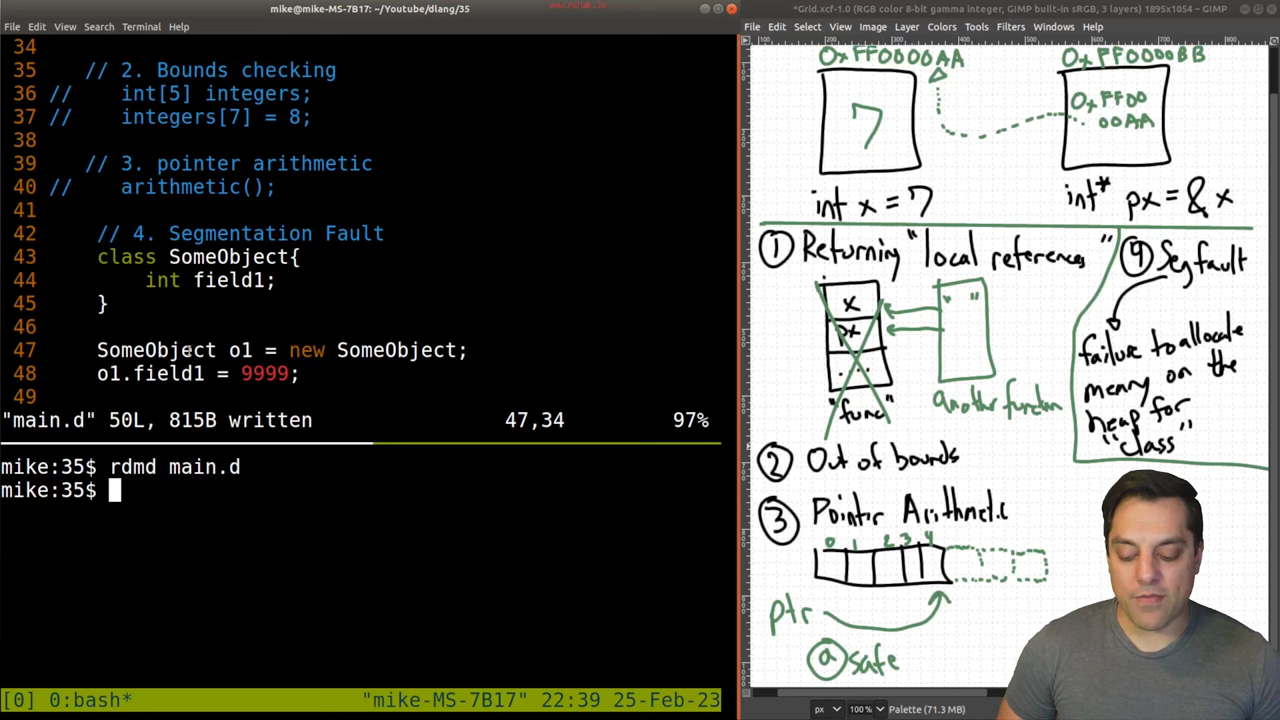 mike@mike-MS-7B17: ~/Youtube/dlang/35
File Edit View Search Terminal Help
34
35 // 2. Bounds checking
36 // int[5] integers;
37 // integers[7] = 8;
38
39 // 3. pointer arithmetic
40 // arithmetic();
41
42 // 4. Segmentation Fault
43 class SomeObject{
44 int field1;
45 }
46
47 SomeObject o1 = new SomeObject;
48 o1.field1 = 9999;
49
"main.d" 50L, 815B written 47,34 97%
mike:35$ rdmd main.d
mike:35$
[0] 0:bash* "mike-MS-7B17" 22:39 25-Feb-23
*Grid.xcf-1.0 (RGB color 8-bit gamma integer, GIMP built-in sRGB, 3 layers) 1895x1054 – GIMP
File Edit Select View Image Layer Colors Tools Filters Windows Help
0xFF0000AA 0xFF0000BB
7
0xFF00
00AA
int x = 7
int* px = & x
① Returning "local references"
x
px
...
"func"
" "
another function
④ Segfault
failure to allocate
memory on the
heap for
"class"
② Out of bounds
③ Pointer Arithmetic
0 1 2 3 4
ptr
@safe
px 100% Palette (71.3 MB)